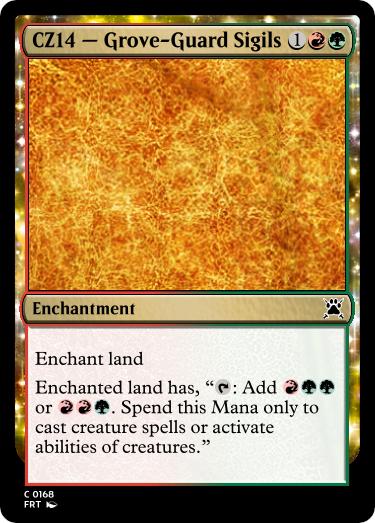 CZ14 — Grove-Guard Sigils 1
Enchantment
Enchant land
Enchanted land has, “: Add
or . Spend this Mana only to
cast creature spells or activate
abilities of creatures.”
C 0168
FRT